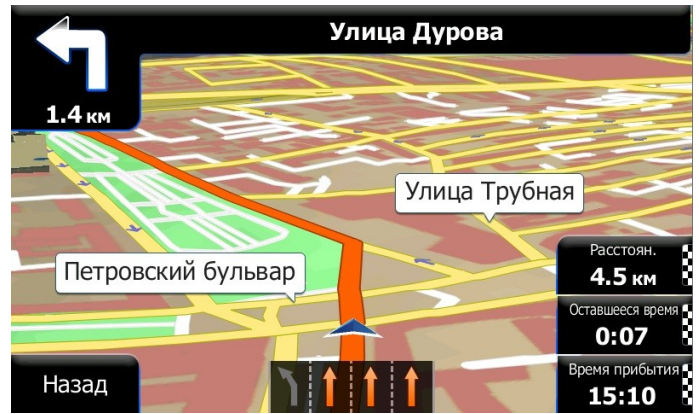 Улица Дурова
1.4 км
Улица Трубная
Петровский бульвар
Расстоян.
4.5 км
Оставшееся время
0:07
Время прибытия
15:10
Назад